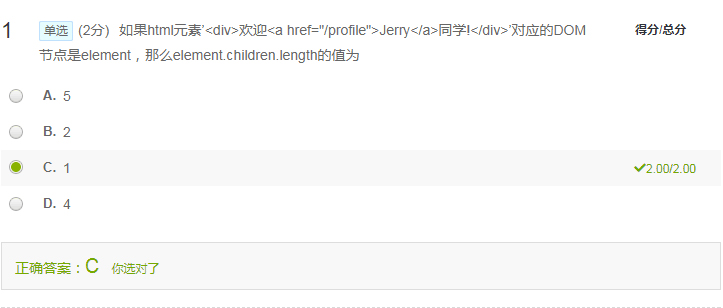 1 单选 (2分) 如果html元素'<div>欢迎<a href="/profile">Jerry</a>同学!</div>'对应的DOM 得分/总分
节点是element，那么element.children.length的值为
A. 5
B. 2
C. 1 2.00/2.00
D. 4
正确答案：C 你选对了